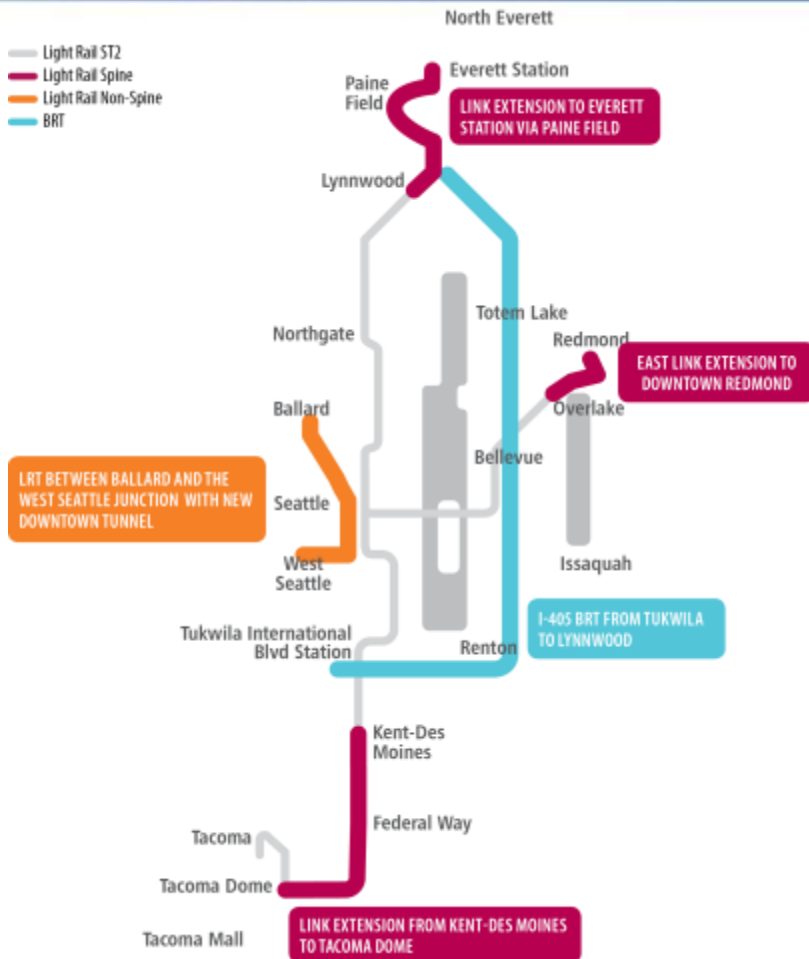 North Everett
Light Rail ST2
Light Rail Spine
Light Rail Non-Spine
BRT
Everett Station
Paine
Field
LINK EXTENSION TO EVERETT
STATION VIA PAINE FIELD
Lynnwood
Totem Lake
Northgate
Redmond
EAST LINK EXTENSION TO
DOWNTOWN REDMOND
Ballard
Overlake
Bellevue
LRT BETWEEN BALLARD AND THE
WEST SEATTLE JUNCTION WITH NEW
DOWNTOWN TUNNEL
Seattle
West
Seattle
Issaquah
I-405 BRT FROM TUKWILA
TO LYNNWOOD
Tukwila International
Blvd Station
Renton
Kent-Des
Moines
Federal Way
Tacoma
Tacoma Dome
LINK EXTENSION FROM KENT-DES MOINES
TO TACOMA DOME
Tacoma Mall